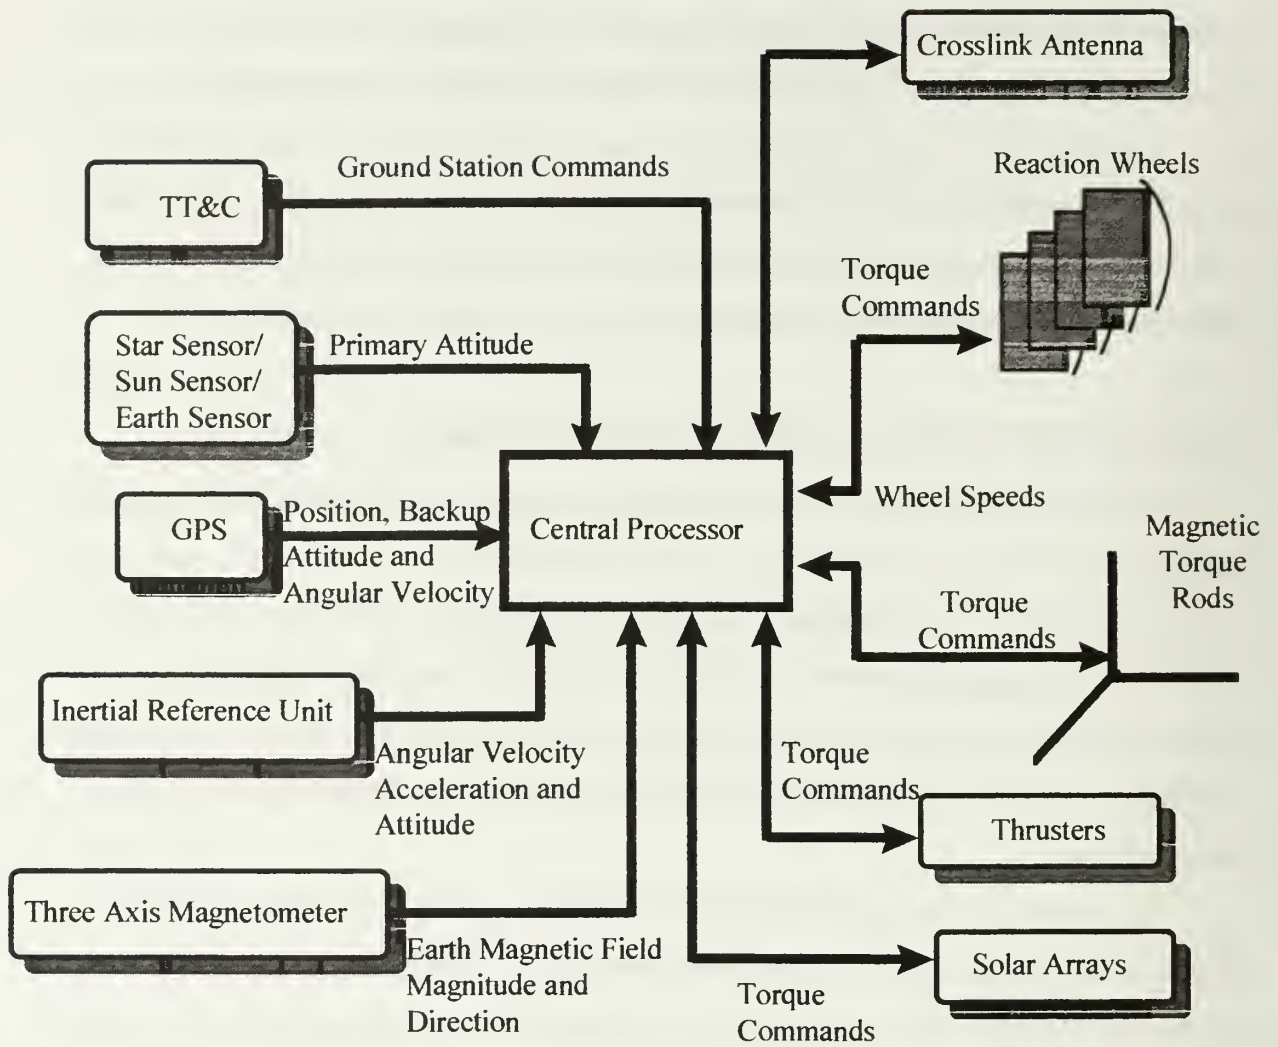 Crosslink Antenna
Reaction Wheels
Ground Station Commands
TT&C
Torque
Commands
Star Sensor/
Sun Sensor/
Earth Sensor
Primary Attitude
GPS
Position, Backup
Attitude and
Angular Velocity
Central Processor
Wheel Speeds
Magnetic
Torque
Rods
Torque
Commands
Inertial Reference Unit
Angular Velocity
Acceleration and
Attitude
Torque
Commands
Thrusters
Three Axis Magnetometer
Earth Magnetic Field
Magnitude and
Direction
Solar Arrays
Torque
Commands